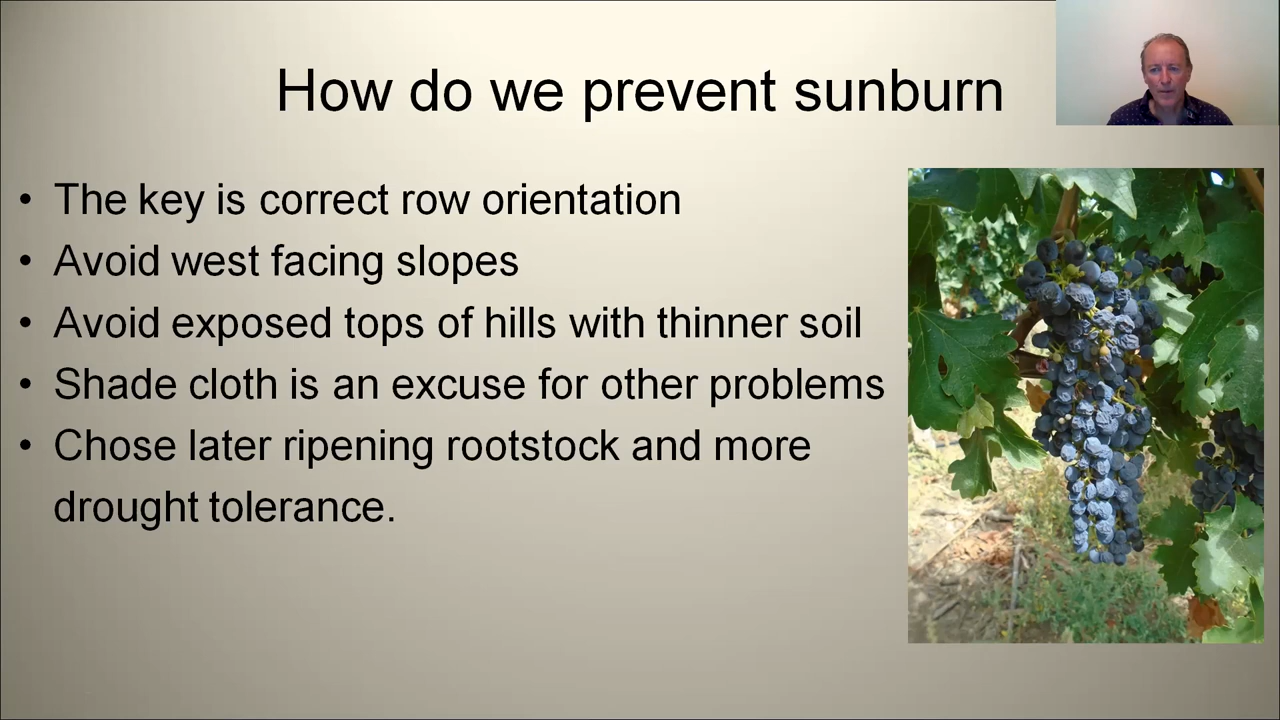 How do we prevent sunburn
• The key is correct row orientation
• Avoid west facing slopes
• Avoid exposed tops of hills with thinner soil
• Shade cloth is an excuse for other problems
• Chose later ripening rootstock and more
drought tolerance.